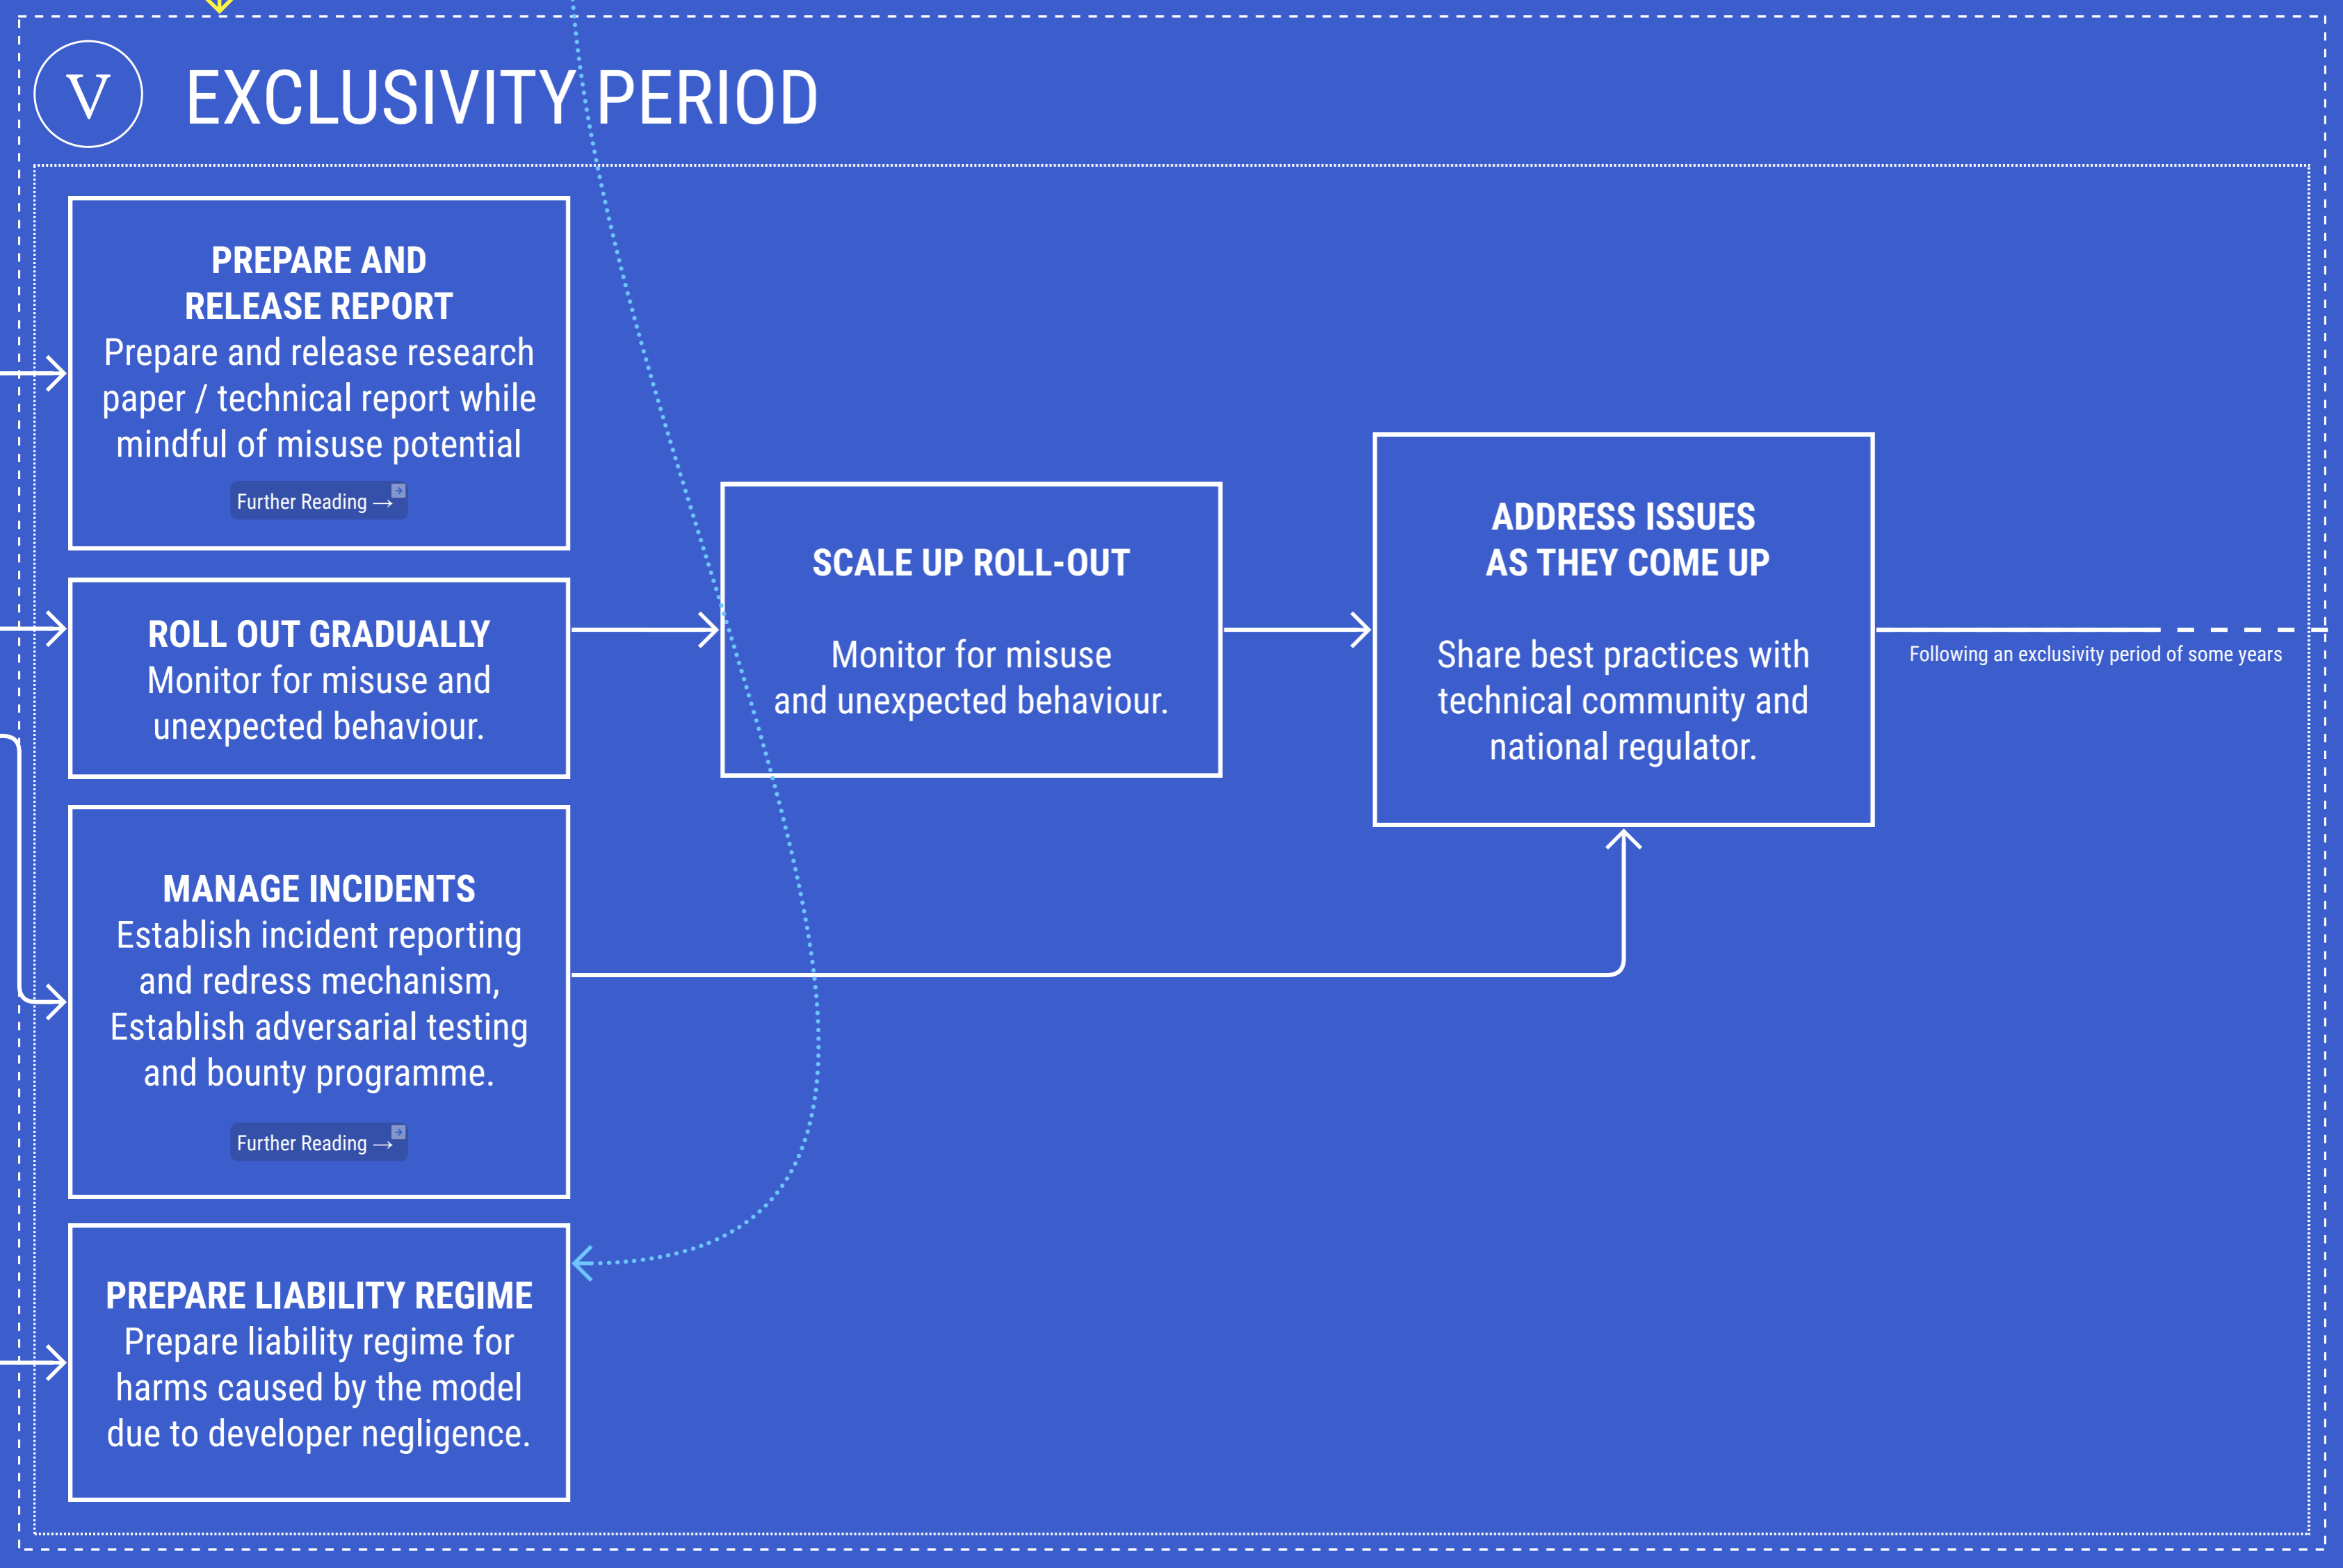 V
EXCLUSIVITY PERIOD
PREPARE AND
RELEASE REPORT
Prepare and release research
paper / technical report while
mindful of misuse potential
Further Reading →
ROLL OUT GRADUALLY
Monitor for misuse and
unexpected behaviour.
MANAGE INCIDENTS
Establish incident reporting
and redress mechanism,
Establish adversarial testing
and bounty programme.
Further Reading →
PREPARE LIABILITY REGIME
Prepare liability regime for
harms caused by the model
due to developer negligence.
SCALE UP ROLL-OUT
Monitor for misuse
and unexpected behaviour.
ADDRESS ISSUES
AS THEY COME UP
Share best practices with
technical community and
national regulator.
Following an exclusivity period of some years